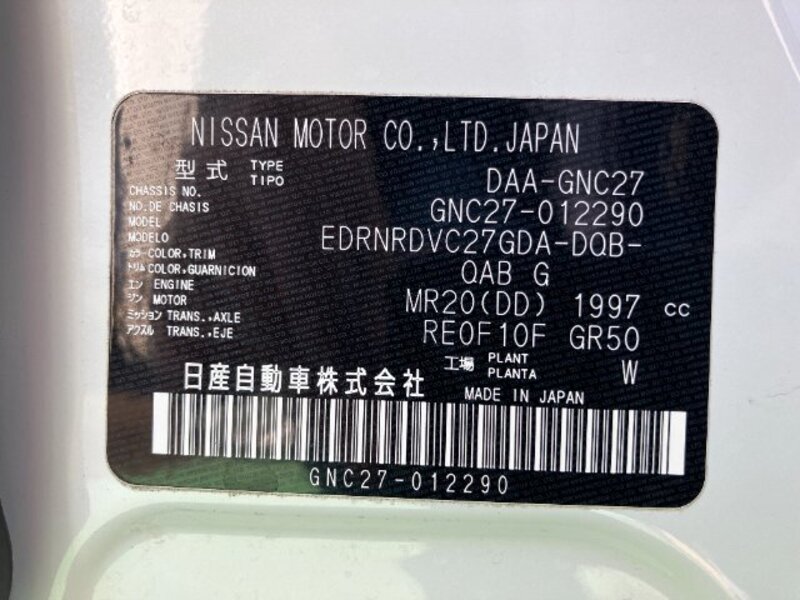 NISSAN MOTOR CO.,LTD.JAPAN
型式 TYPE TIPO DAA-GNC27
CHASSIS NO.
NO.DE CHASIS GNC27-012290
MODEL
MODELO EDRNRDVC27GDA-DQB-
カラー COLOR,TRIM
トリム COLOR,GUARNICION QAB G
エンジン ENGINE MOTOR MR20(DD) 1997 cc
ミッション TRANS.,AXLE
アクスル TRANS.,EJE RE0F10F GR50
工場 PLANT PLANTA W
日産自動車株式会社 MADE IN JAPAN
GNC27-012290